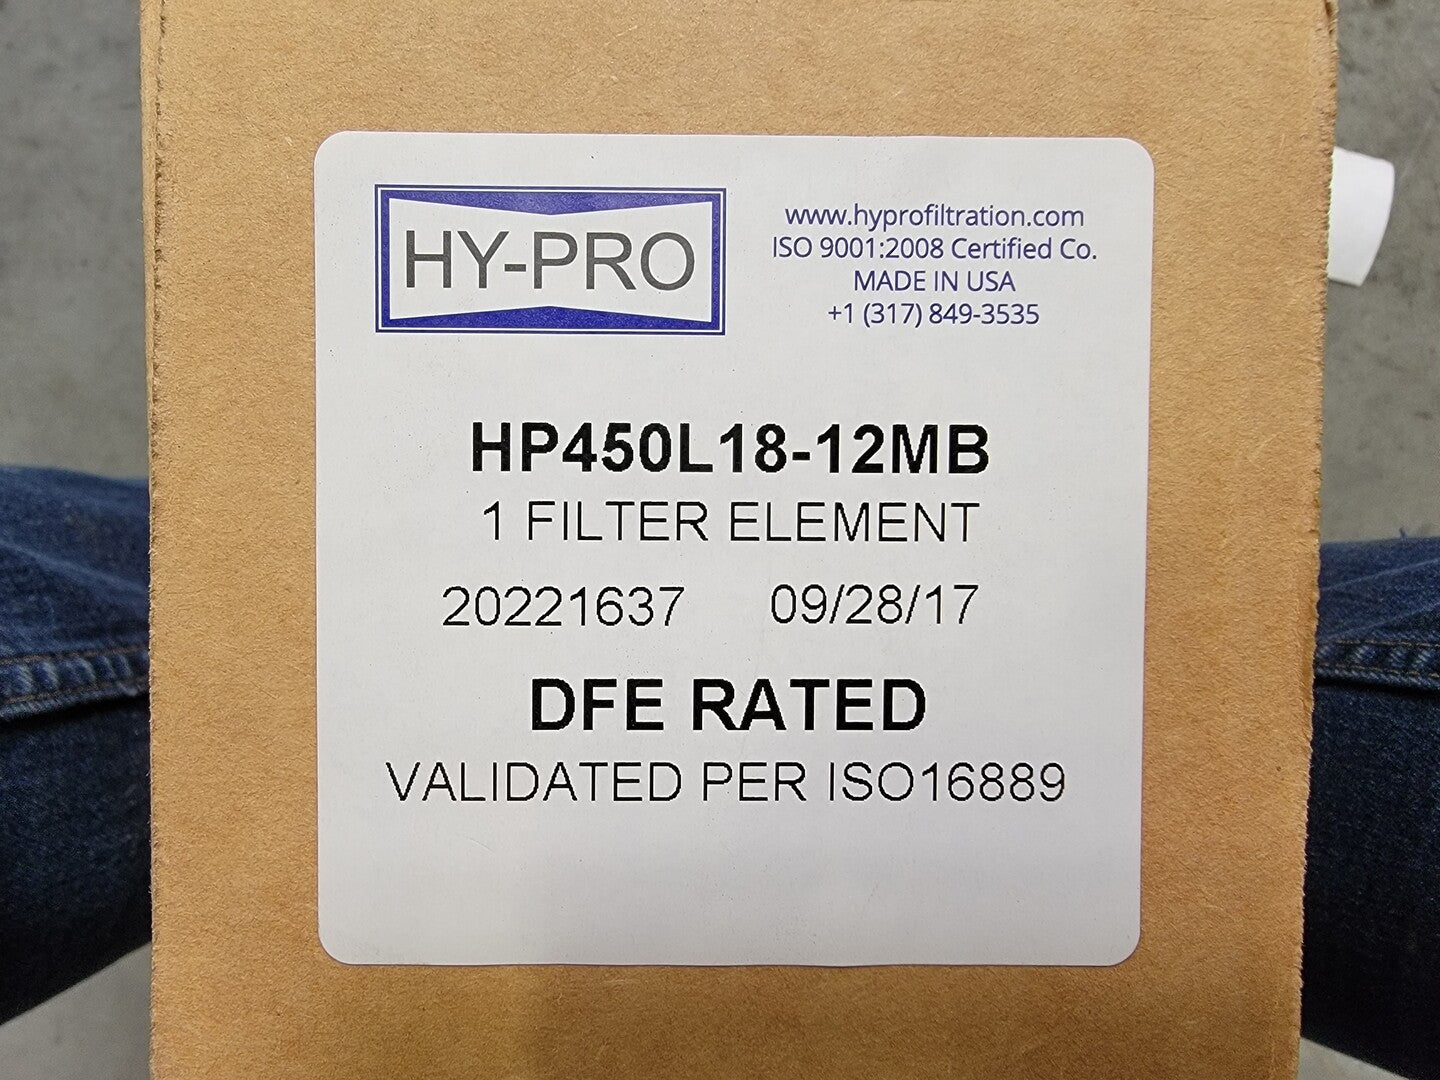 HY-PRO
www.hyprofiltration.com
ISO 9001:2008 Certified Co.
MADE IN USA
+1 (317) 849-3535
HP450L18-12MB
1 FILTER ELEMENT
20221637 09/28/17
DFE RATED
VALIDATED PER ISO16889